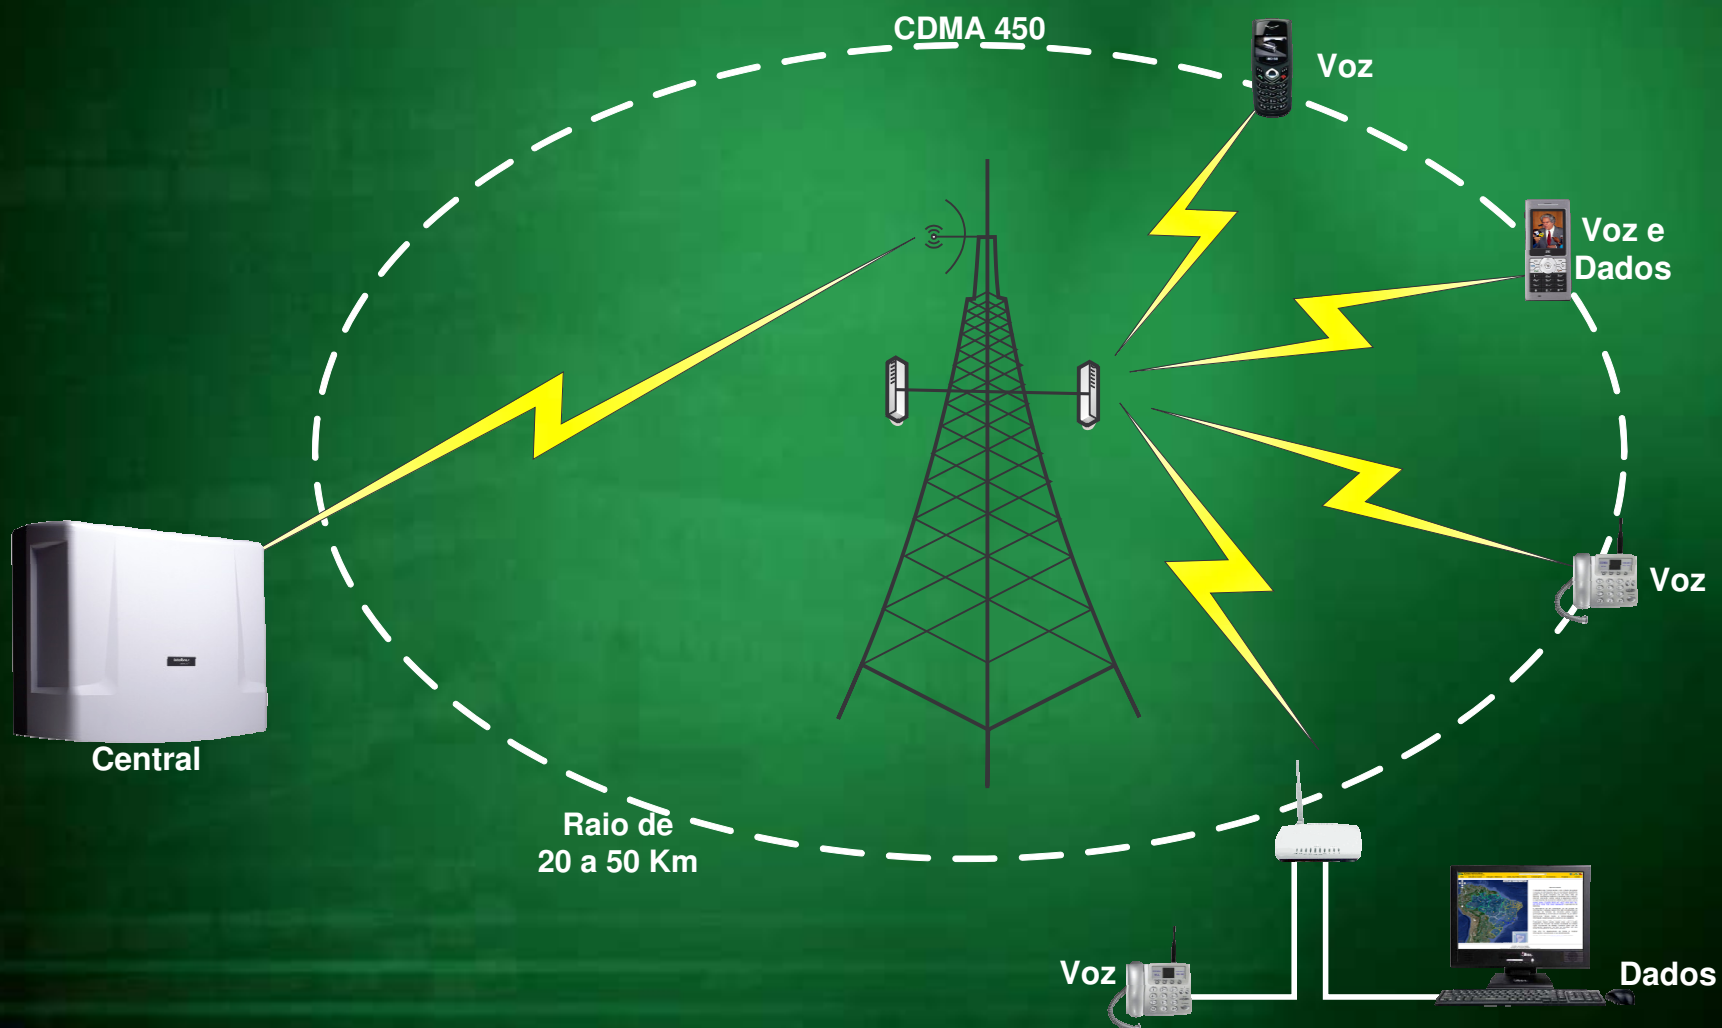 CDMA 450
Voz
Voz e
Dados
Voz
Central
Raio de
20 a 50 Km
Voz
Dados